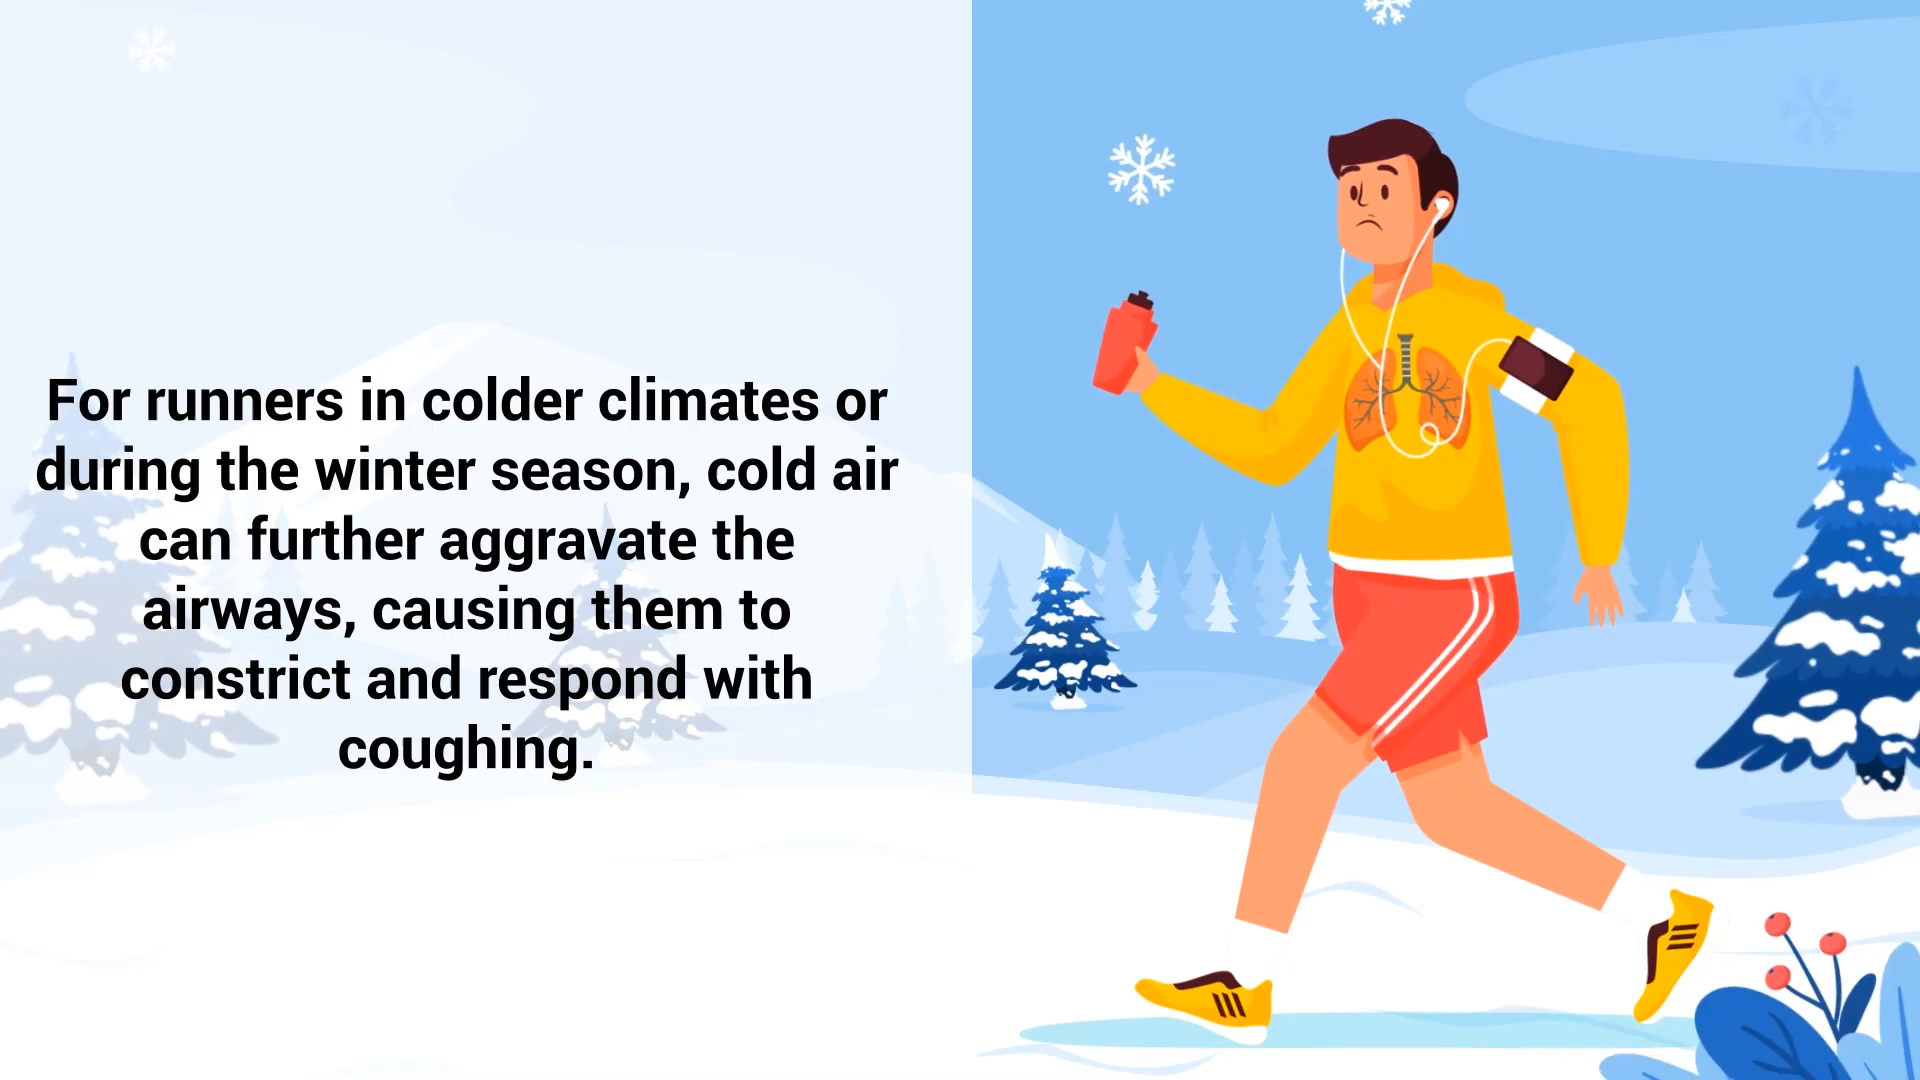 For runners in colder climates or
during the winter season, cold air
can further aggravate the
airways, causing them to
constrict and respond with
coughing.